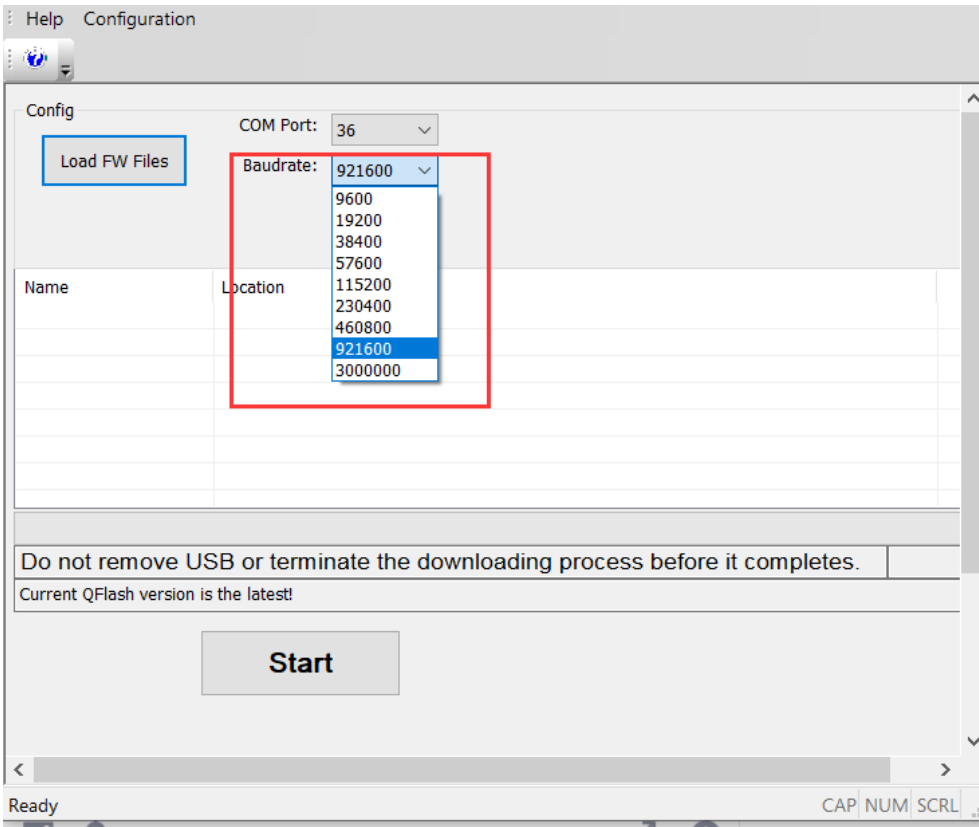 Help Configuration
Config
COM Port: 36
Load FW Files
Baudrate: 921600
9600
19200
38400
57600
115200
230400
460800
921600
3000000
Name Location
Do not remove USB or terminate the downloading process before it completes.
Current QFlash version is the latest!
Start
Ready CAP NUM SCRL